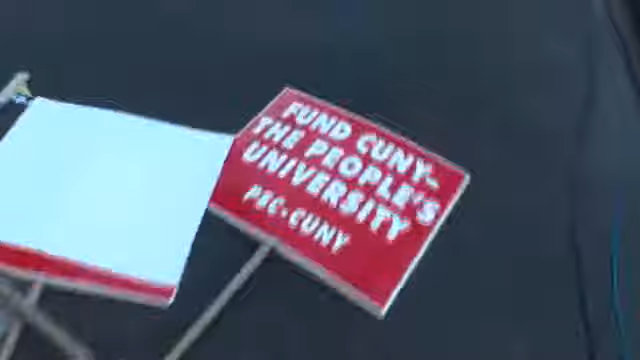 FUND CUNY-
THE PEOPLE'S
UNIVERSITY
PSC-CUNY